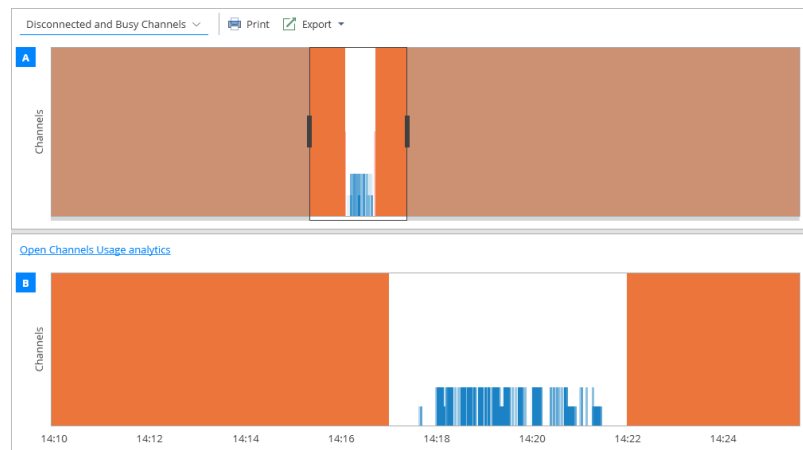 Disconnected and Busy Channels Print Export
A
Channels
Open Channels Usage analytics
B
Channels
14:10 14:12 14:14 14:16 14:18 14:20 14:22 14:24